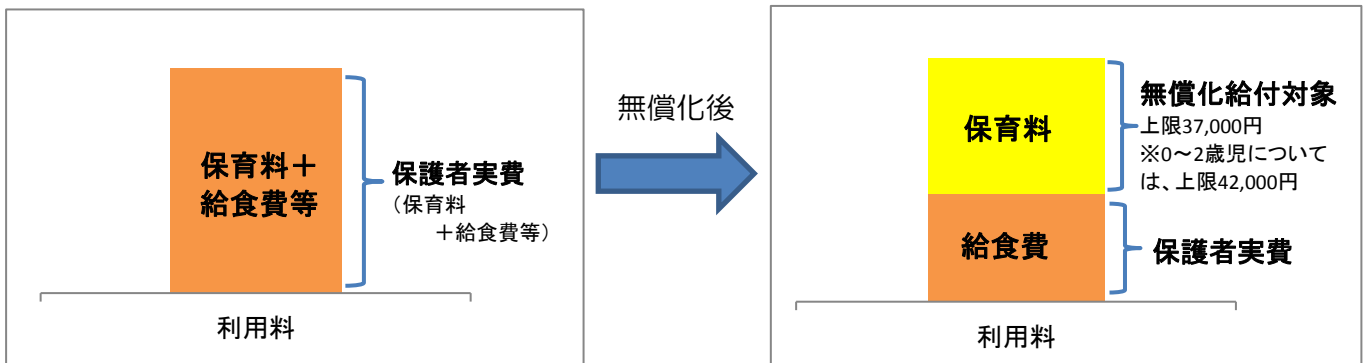 保育料＋
給食費等
保護者実費
（保育料
＋給食費等）
利用料
無償化後
保育料
給食費
無償化給付対象
上限37,000円
※0～2歳児について
は、上限42,000円
保護者実費
利用料